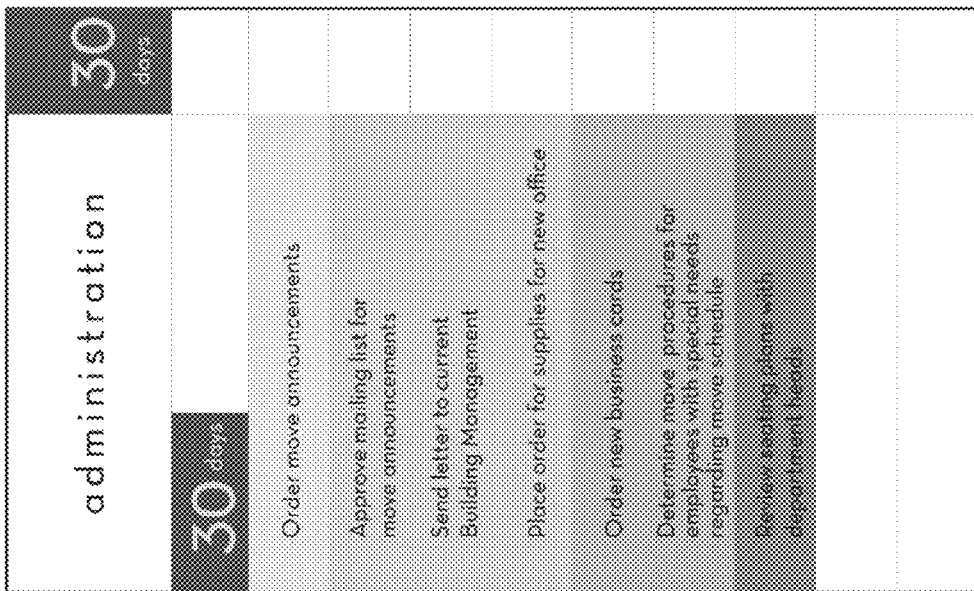 30
days
administration
30 days
Order move announcements
Approve mailing list for
move announcements
Send letter to current
Building Management
Place order for supplies for new office
Order new business cards
Determine move procedures for
employees with special needs
regarding move schedule
Review seating plans with
department heads